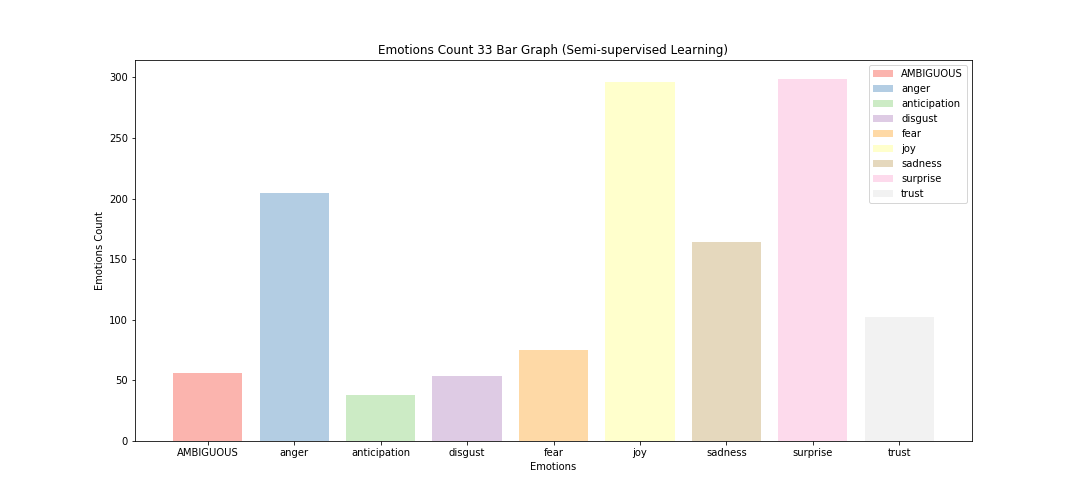 Emotions Count 33 Bar Graph (Semi-supervised Learning)
300
250
200
150
100
50
0
Emotions Count
AMBIGUOUS
anger
anticipation
disgust
fear
joy
sadness
surprise
trust
AMBIGUOUS anger anticipation disgust fear joy sadness surprise trust
Emotions